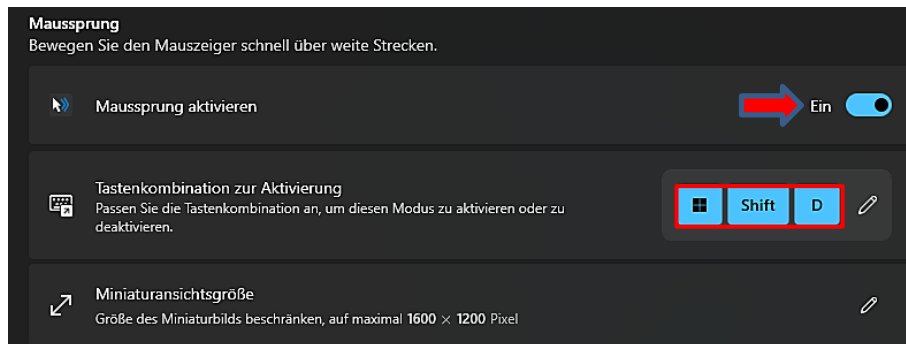 Maussprung
Bewegen Sie den Mauszeiger schnell über weite Strecken.
Maussprung aktivieren
Ein
Tastenkombination zur Aktivierung
Passen Sie die Tastenkombination an, um diesen Modus zu aktivieren oder zu
deaktivieren.
Shift D
Miniaturansichtsgröße
Größe des Miniaturbilds beschränken, auf maximal 1600 × 1200 Pixel